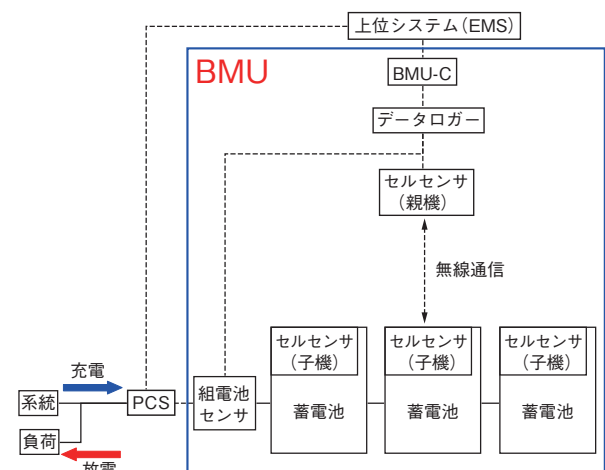 上位システム(EMS)
BMU
BMU-C
データロガー
セルセンサ
(親機)
無線通信
セルセンサ
(子機)
セルセンサ
(子機)
セルセンサ
(子機)
充電
系統
PCS
組電池
センサ
蓄電池
蓄電池
蓄電池
負荷
放電